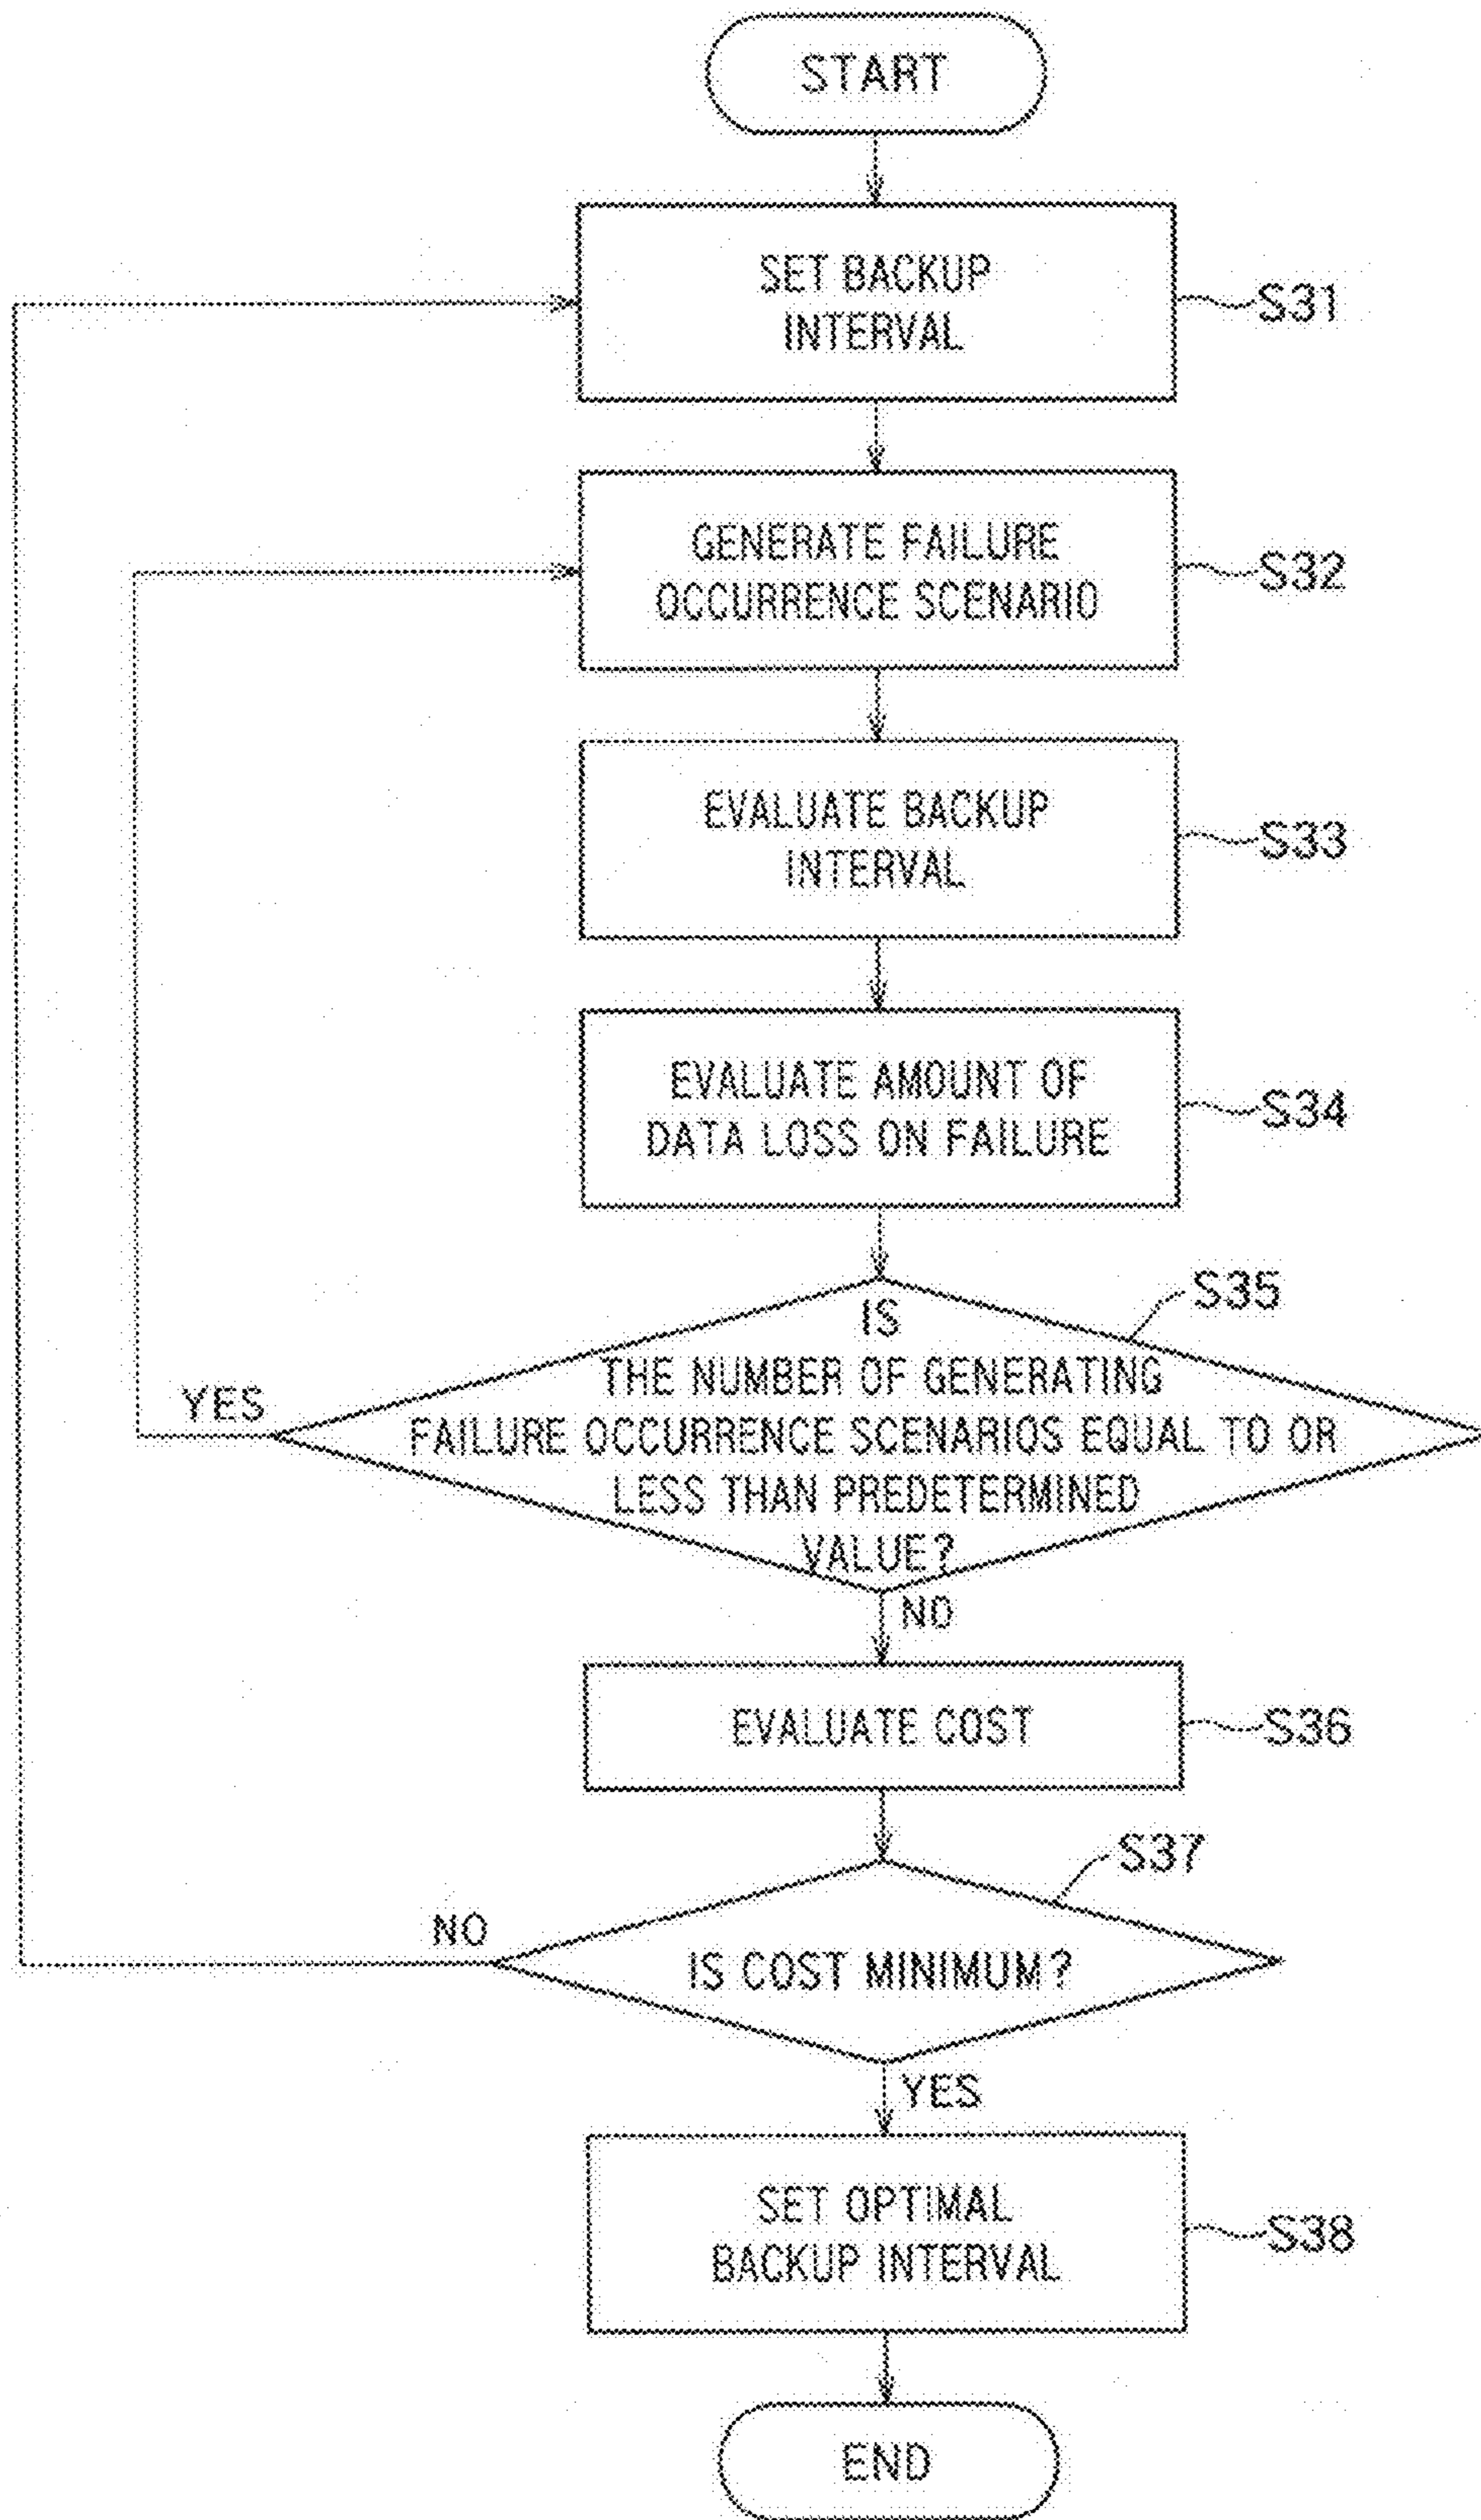 START
SET BACKUP
INTERVAL
S31
GENERATE FAILURE
OCCURRENCE SCENARIO
S32
EVALUATE BACKUP
INTERVAL
S33
EVALUATE AMOUNT OF
DATA LOSS ON FAILURE
S34
S35
IS
THE NUMBER OF GENERATING
FAILURE OCCURRENCE SCENARIOS EQUAL TO OR
LESS THAN PREDETERMINED
VALUE?
YES
NO
EVALUATE COST
S36
S37
NO
IS COST MINIMUM?
YES
SET OPTIMAL
BACKUP INTERVAL
S38
END